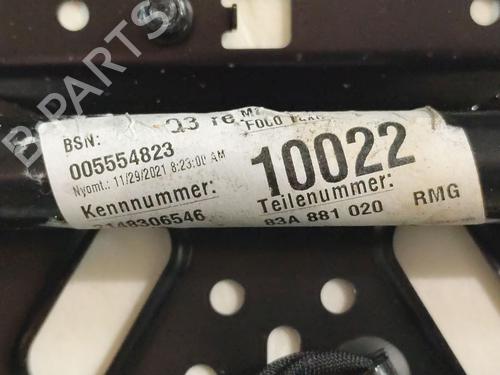 B-PARTS
Q3 re
BSN:
005554823
Nyomt.: 11/29/2021 8:23:00 AM
10022
Kennnummer:
Teilenummer:
83A 881 020 RMG